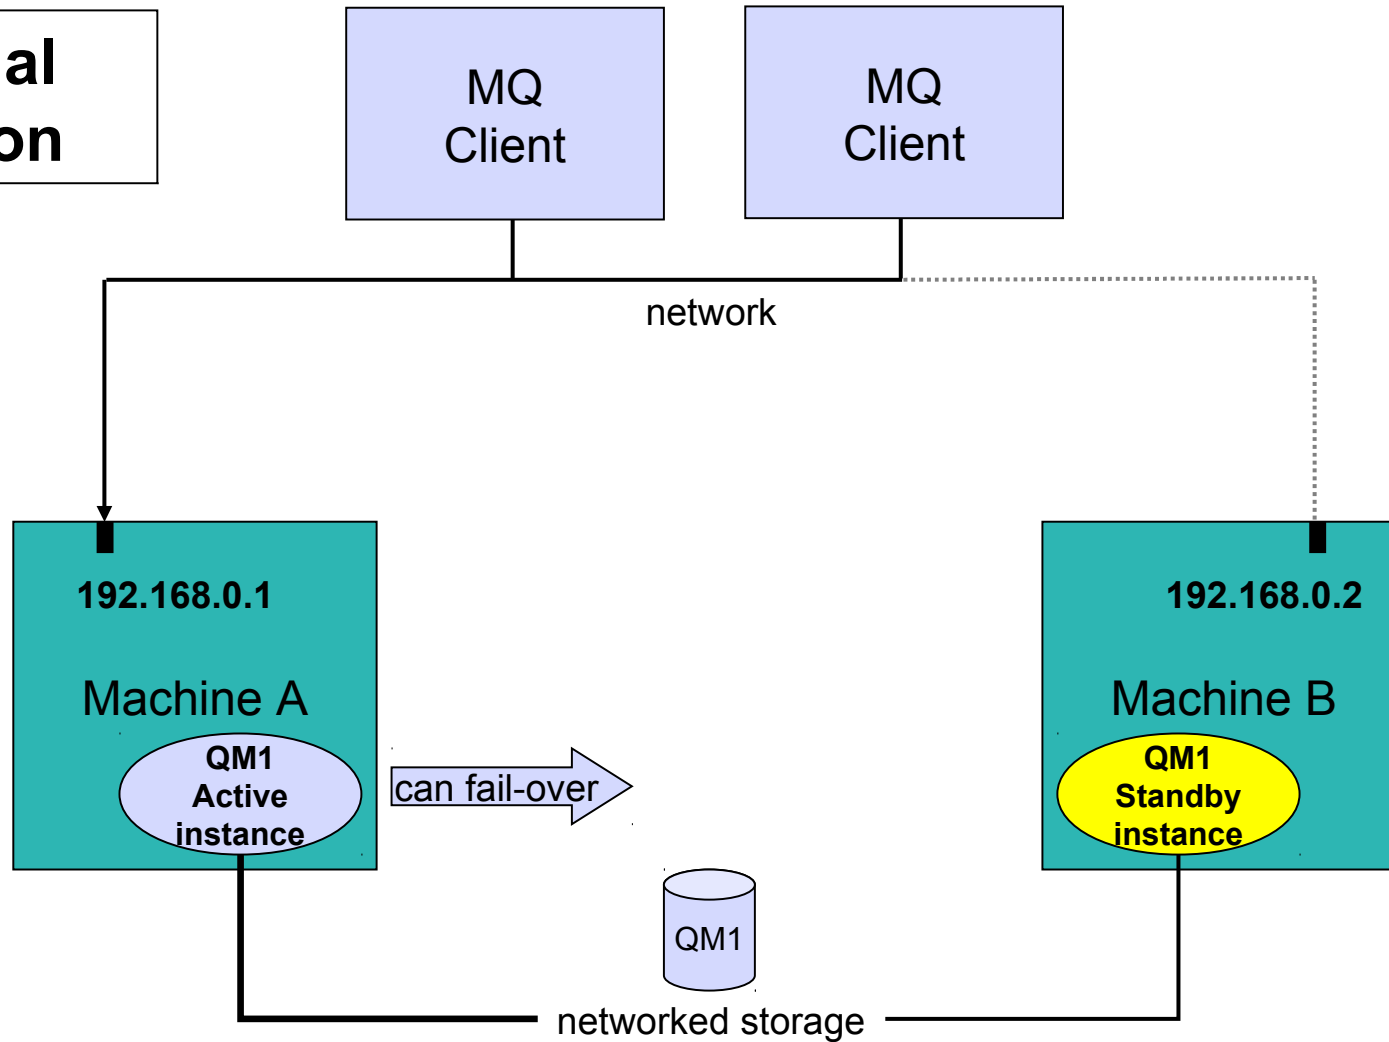 al
on
MQ
Client
MQ
Client
network
192.168.0.1
192.168.0.2
Machine A
Machine B
QM1
Active
instance
can fail-over
QM1
Standby
instance
QM1
networked storage